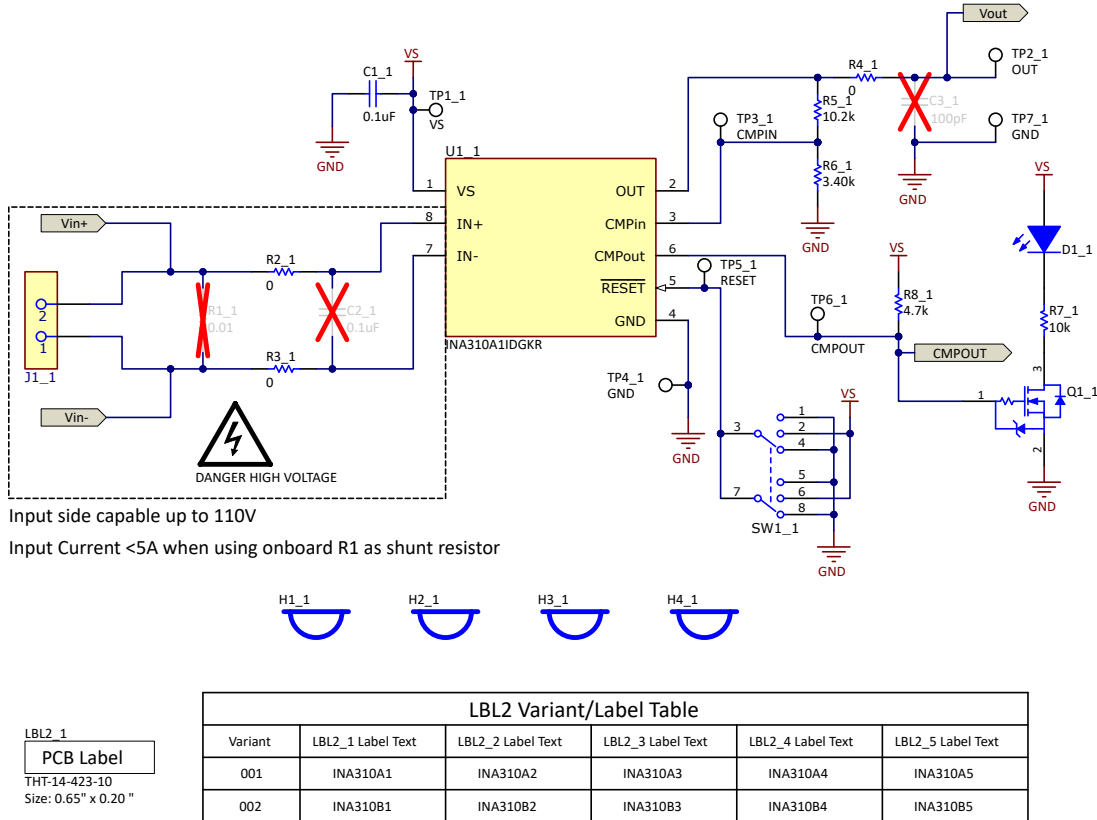 Vout
VS
C1_1
0.1uF
GND
TP1_1
VS
R4_1
0
TP2_1
OUT
C3_1
100pF
R5_1
10.2k
TP3_1
CMPIN
TP7_1
GND
GND
R6_1
3.40k
GND
U1_1
1 VS
8 IN+
7 IN-
OUT 2
CMPin 3
CMPout 6
RESET 5
GND 4
INA310A1IDGKR
Vin+
Vin-
2
1
J1_1
R2_1
0
R1_1
0.01
C2_1
0.1uF
R3_1
0
DANGER HIGH VOLTAGE
TP5_1
RESET
TP6_1
CMPOUT
VS
R8_1
4.7k
CMPOUT
VS
D1_1
R7_1
10k
3
1
Q1_1
2
GND
TP4_1
GND
GND
VS
3
1
2
4
7
5
6
8
SW1_1
GND
Input side capable up to 110V
Input Current <5A when using onboard R1 as shunt resistor
H1_1 H2_1 H3_1 H4_1
LBL2_1
PCB Label
THT-14-423-10
Size: 0.65" x 0.20 "
LBL2 Variant/Label Table
Variant LBL2_1 Label Text LBL2_2 Label Text LBL2_3 Label Text LBL2_4 Label Text LBL2_5 Label Text
001 INA310A1 INA310A2 INA310A3 INA310A4 INA310A5
002 INA310B1 INA310B2 INA310B3 INA310B4 INA310B5